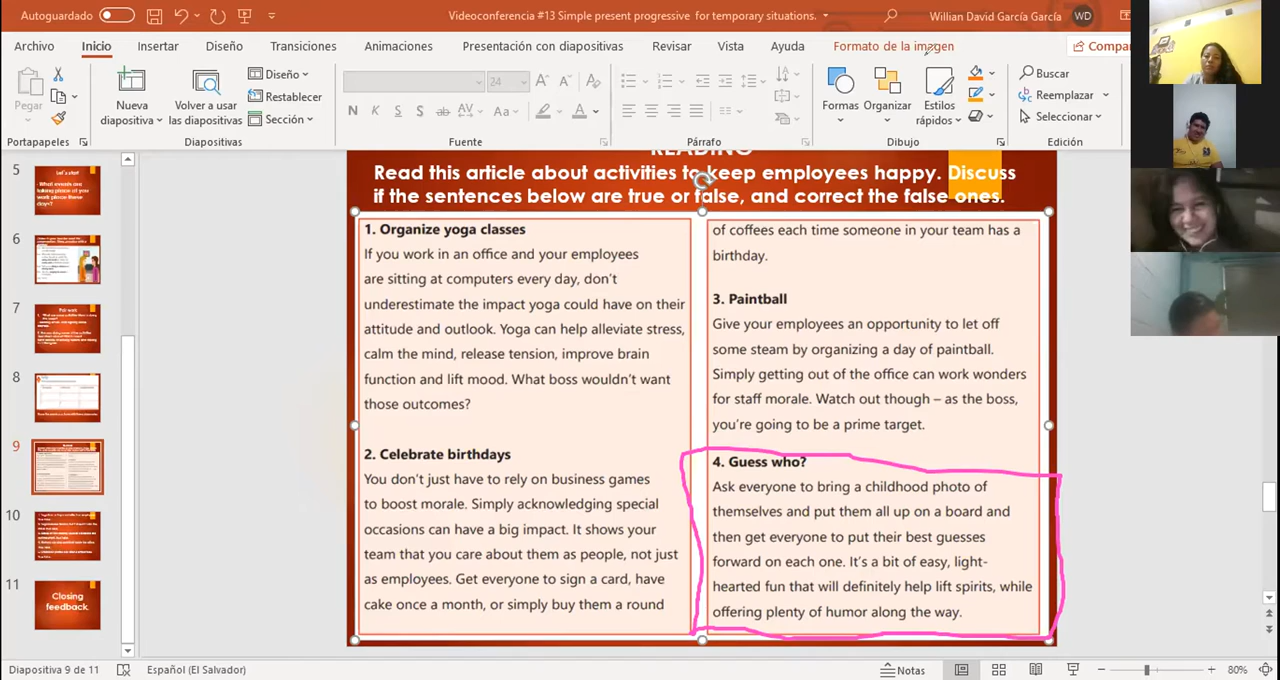 Autoguardado
Videoconferencia #13 Simple present progressive for temporary situations.
Willian David García García
WD
Archivo
Inicio
Insertar
Diseño
Transiciones
Animaciones
Presentación con diapositivas
Revisar
Vista
Ayuda
Formato de la imagen
Compar
Pegar
Nueva
diapositiva
Volver a usar
las diapositivas
Diseño
Restablecer
Sección
24
N K S S ab AV Aa A
Formas
Organizar
Estilos
rápidos
Buscar
Reemplazar
Seleccionar
Portapapeles
Diapositivas
Fuente
Párrafo
Dibujo
Edición
5
Let's start
6
7
8
9
10
11
Closing
feedback.
READING
Read this article about activities to keep employees happy. Discuss
if the sentences below are true or false, and correct the false ones.
1. Organize yoga classes
If you work in an office and your employees
are sitting at computers every day, don't
underestimate the impact yoga could have on their
attitude and outlook. Yoga can help alleviate stress,
calm the mind, release tension, improve brain
function and lift mood. What boss wouldn't want
those outcomes?
2. Celebrate birthdays
You don't just have to rely on business games
to boost morale. Simply acknowledging special
occasions can have a big impact. It shows your
team that you care about them as people, not just
as employees. Get everyone to sign a card, have
cake once a month, or simply buy them a round
of coffees each time someone in your team has a
birthday.
3. Paintball
Give your employees an opportunity to let off
some steam by organizing a day of paintball.
Simply getting out of the office can work wonders
for staff morale. Watch out though – as the boss,
you're going to be a prime target.
4. Guess who?
Ask everyone to bring a childhood photo of
themselves and put them all up on a board and
then get everyone to put their best guesses
forward on each one. It's a bit of easy, light-
hearted fun that will definitely help lift spirits, while
offering plenty of humor along the way.
Diapositiva 9 de 11
Español (El Salvador)
Notas
80%